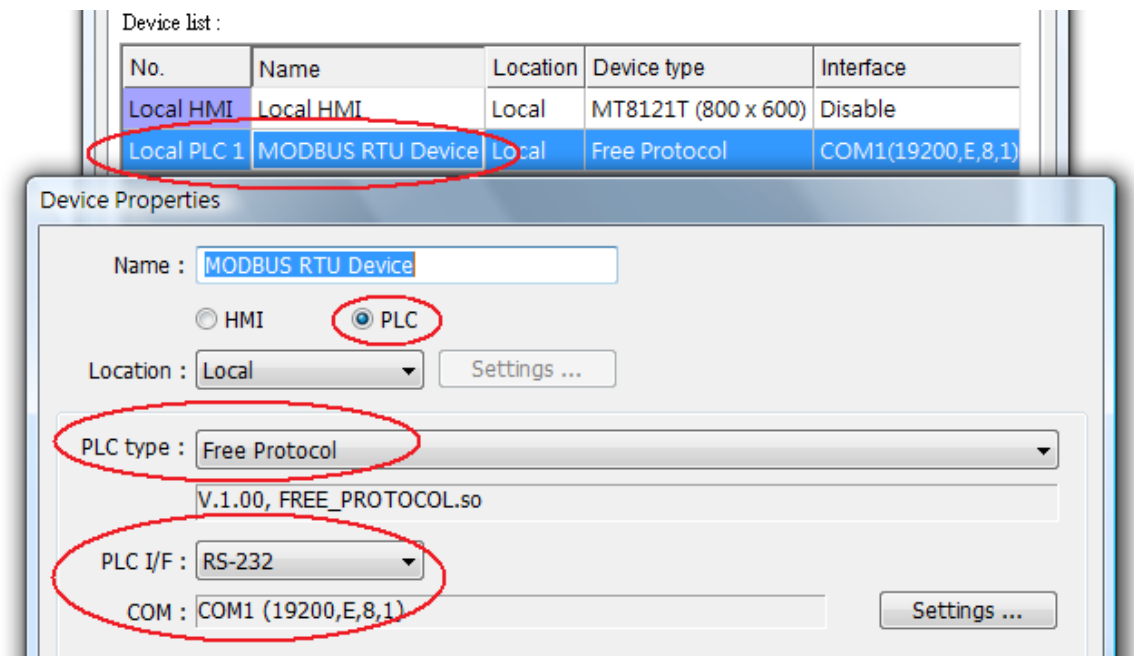 Device list :
No. Name Location Device type Interface
Local HMI Local HMI Local MT8121T (800 x 600) Disable
Local PLC 1 MODBUS RTU Device Local Free Protocol COM1(19200,E,8,1)
Device Properties
Name : MODBUS RTU Device
HMI PLC
Location : Local Settings ...
PLC type : Free Protocol
V.1.00, FREE_PROTOCOL.so
PLC I/F : RS-232
COM : COM1 (19200,E,8,1) Settings ...